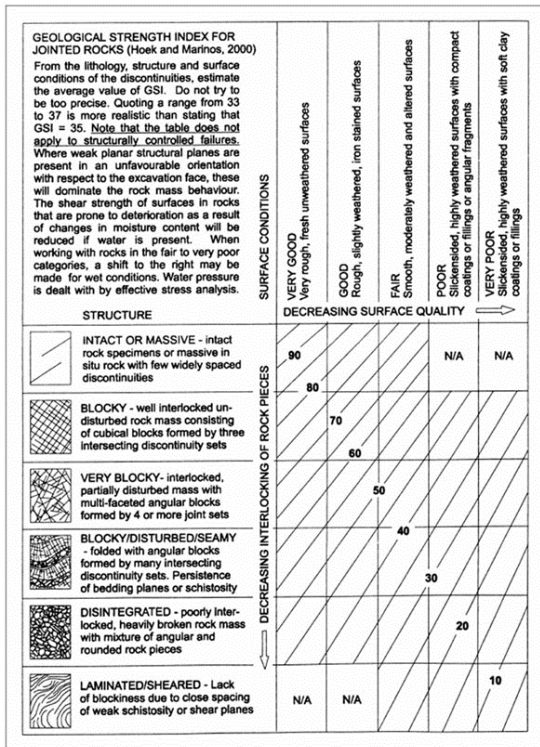 GEOLOGICAL STRENGTH INDEX FOR
JOINTED ROCKS (Hoek and Marinos, 2000)
From the lithology, structure and surface
conditions of the discontinuities, estimate
the average value of GSI. Do not try to
be too precise. Quoting a range from 33
to 37 is more realistic than stating that
GSI = 35. Note that the table does not
apply to structurally controlled failures.
Where weak planar structural planes are
present in an unfavourable orientation
with respect to the excavation face, these
will dominate the rock mass behaviour.
The shear strength of surfaces in rocks
that are prone to deterioration as a result
of changes in moisture content will be
reduced if water is present. When
working with rocks in the fair to very poor
categories, a shift to the right may be
made for wet conditions. Water pressure
is dealt with by effective stress analysis.
SURFACE CONDITIONS
VERY GOOD
Very rough, fresh unweathered surfaces
GOOD
Rough, slightly weathered, iron stained surfaces
FAIR
Smooth, moderately weathered and altered surfaces
POOR
Slickensided, highly weathered surfaces with compact
coatings or fillings or angular fragments
VERY POOR
Slickensided, highly weathered surfaces with soft clay
coatings or fillings
STRUCTURE
DECREASING SURFACE QUALITY
DECREASING INTERLOCKING OF ROCK PIECES
INTACT OR MASSIVE - intact
rock specimens or massive in
situ rock with few widely spaced
discontinuities
90
N/A
N/A
80
BLOCKY - well interlocked un-
disturbed rock mass consisting
of cubical blocks formed by three
intersecting discontinuity sets
70
60
VERY BLOCKY- interlocked,
partially disturbed mass with
multi-faceted angular blocks
formed by 4 or more joint sets
50
BLOCKY/DISTURBED/SEAMY
- folded with angular blocks
formed by many intersecting
discontinuity sets. Persistence
of bedding planes or schistosity
40
30
DISINTEGRATED - poorly inter-
locked, heavily broken rock mass
with mixture of angular and
rounded rock pieces
20
LAMINATED/SHEARED - Lack
of blockiness due to close spacing
of weak schistosity or shear planes
N/A
N/A
10